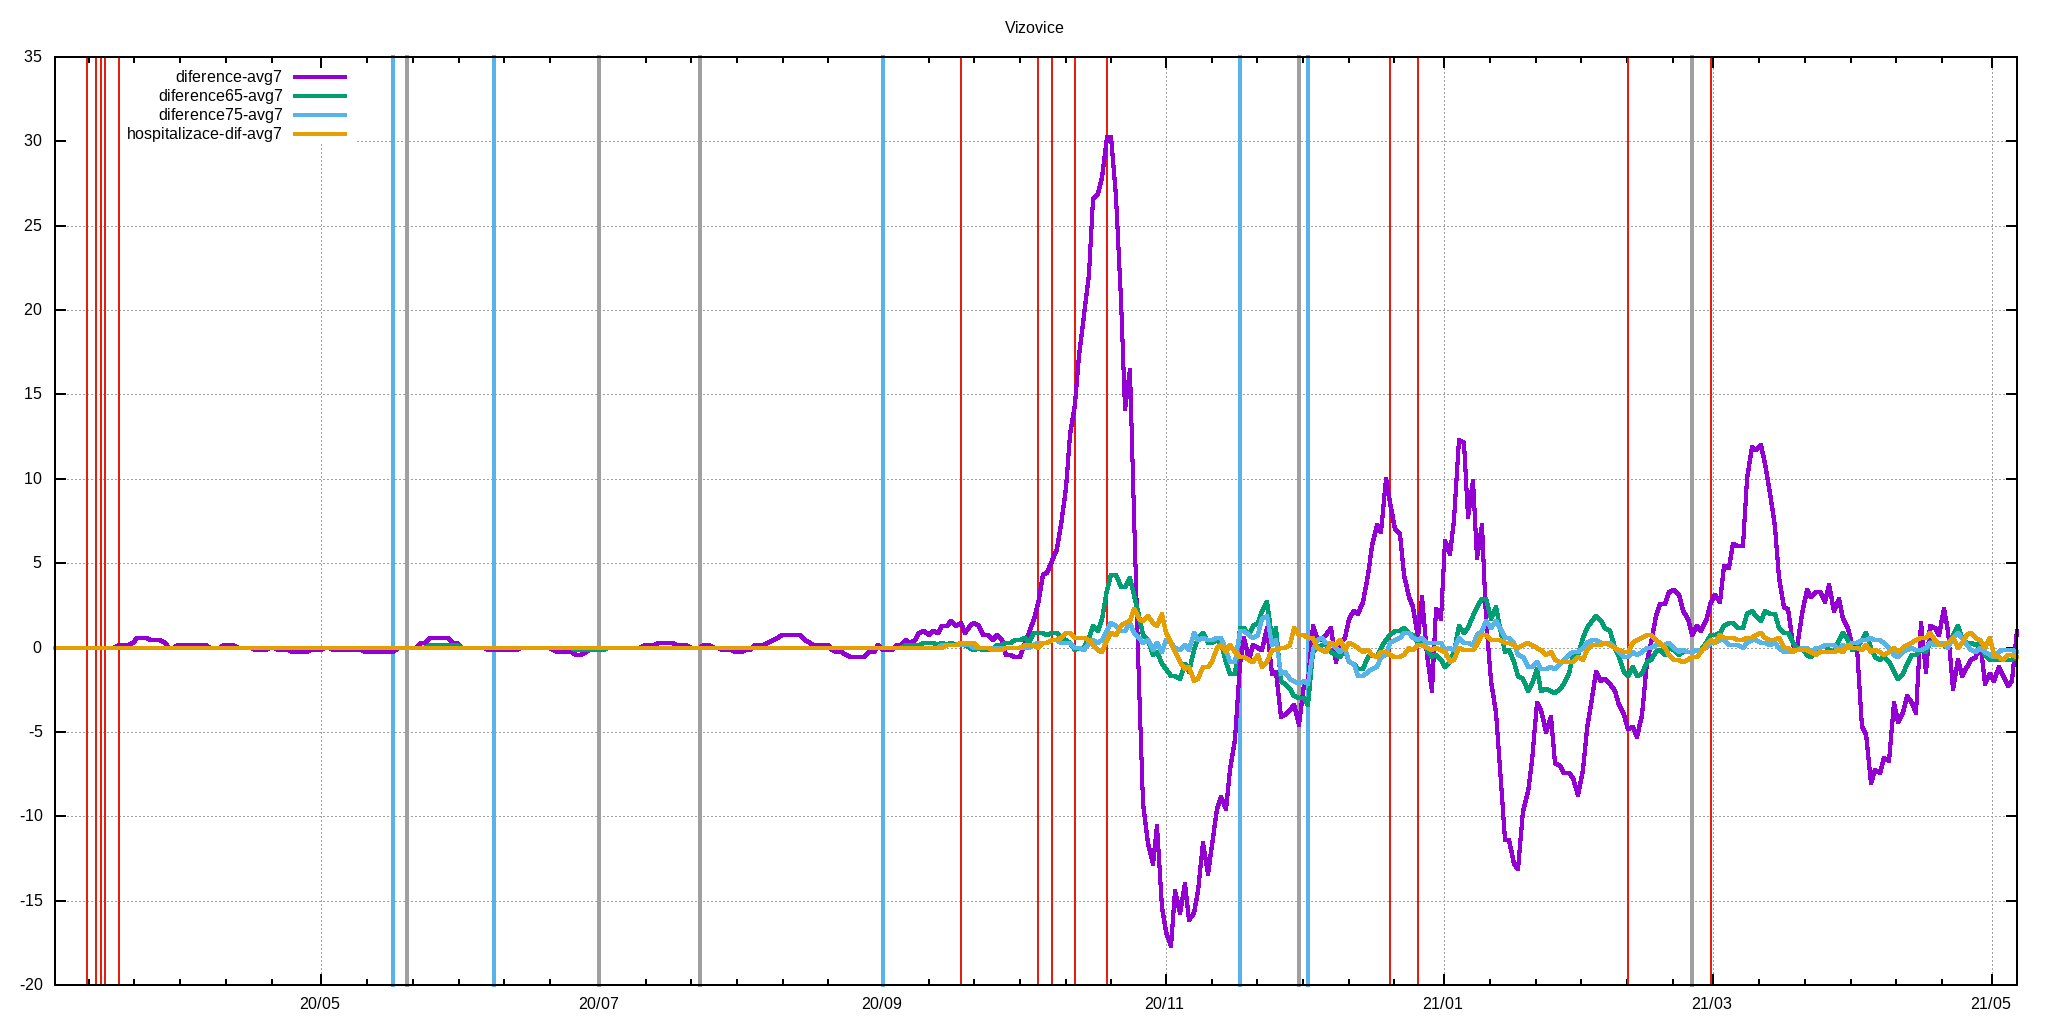 Vizovice
diference-avg7
diference65-avg7
diference75-avg7
hospitalizace-dif-avg7
35
30
25
20
15
10
5
0
-5
-10
-15
-20
20/05 20/07 20/09 20/11 21/01 21/03 21/05